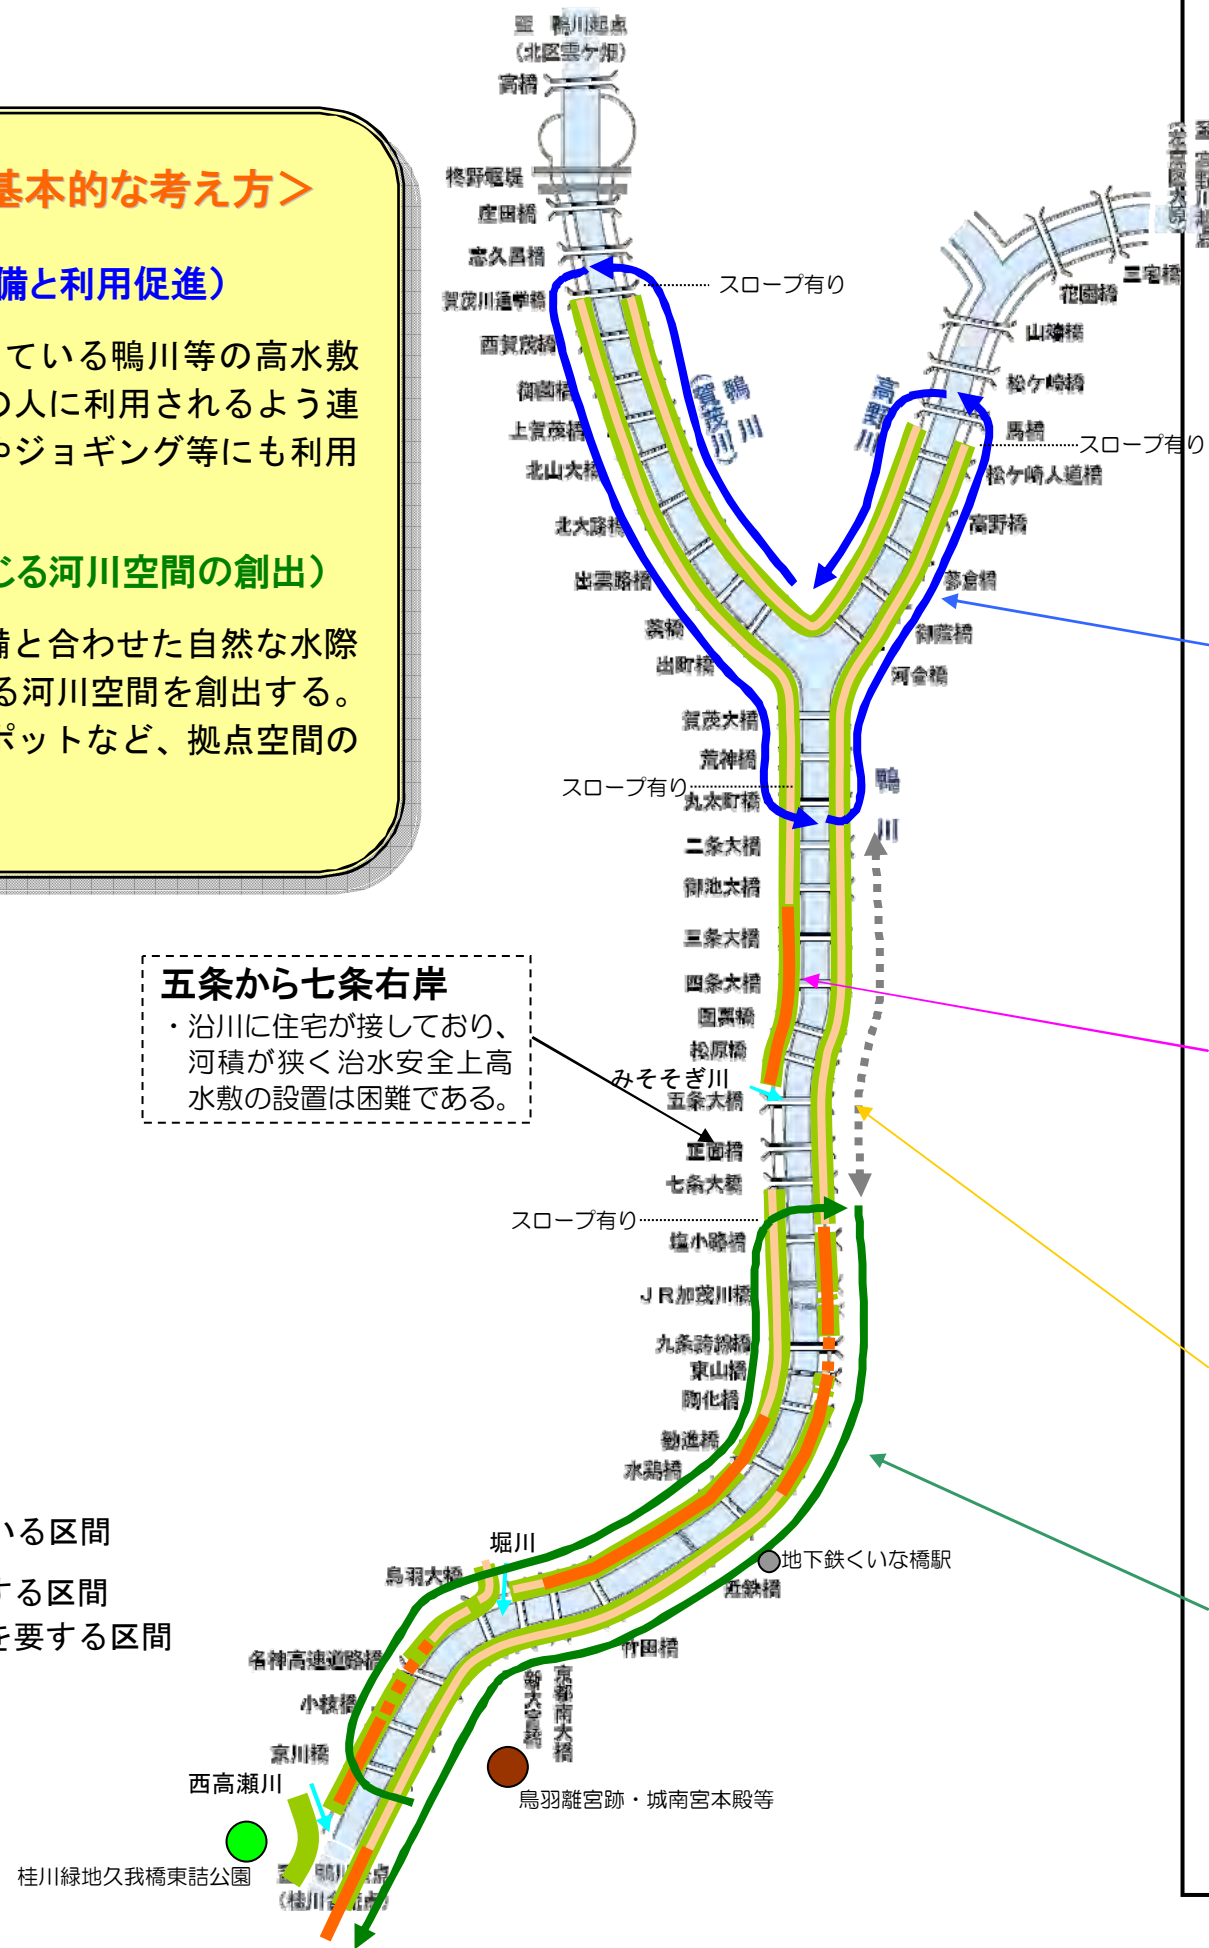 至 鴨川起点
(北区雲ケ畑)
高橋
柊野堰堤
庄田橋
志久呂橋
賀茂川通学橋
西賀茂橋
御薗橋
上賀茂橋
北山大橋
北大路橋
出雲路橋
葵橋
出町橋
賀茂大橋
荒神橋
丸太町橋
二条大橋
御池大橋
三条大橋
四条大橋
団栗橋
松原橋
みそそぎ川
五条大橋
正面橋
七条大橋
スロープ有り
塩小路橋
JR加茂川橋
九条跨線橋
東山橋
陶化橋
勧進橋
水鶏橋
スロープ有り
鴨川
(賀茂川)
高野川
三宅橋
花園橋
山端橋
松ケ崎橋
馬橋
スロープ有り
松ケ崎人道橋
高野橋
蓼倉橋
御蔭橋
河合橋
スロープ有り
鴨川
基本的な考え方＞
備と利用促進）
ている鴨川等の高水敷
の人に利用されるよう連
やジョギング等にも利用
じる河川空間の創出）
備と合わせた自然な水際
る河川空間を創出する。
ポットなど、拠点空間の
五条から七条右岸
・沿川に住宅が接しており、
河積が狭く治水安全上高
水敷の設置は困難である。
いる区間
する区間
を要する区間
堀川
鳥羽大橋
地下鉄くいな橋駅
近鉄橋
竹田橋
京都南大橋
新大宮橋
名神高速道路橋
小枝橋
京川橋
西高瀬川
鳥羽離宮跡・城南宮本殿等
桂川緑地久我橋東詰公園
(桂川合流点)